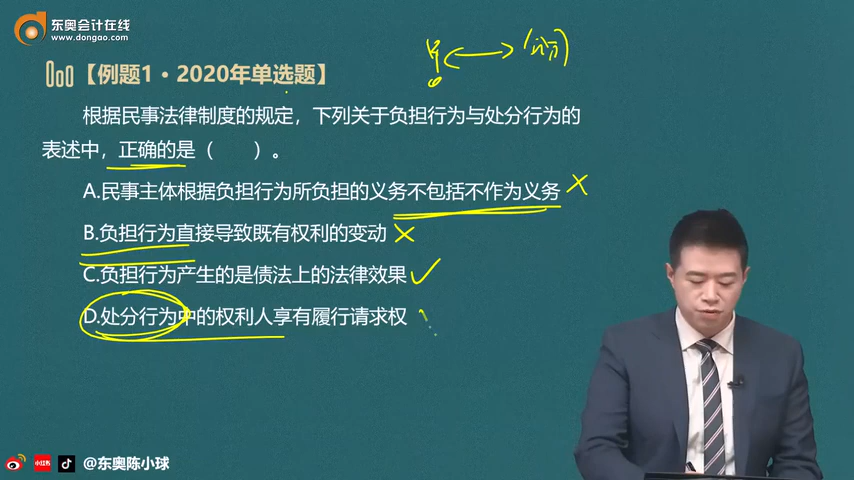 东奥会计在线
www.dongao.com
【例题1·2020年单选题】
根据民事法律制度的规定，下列关于负担行为与处分行为的
表述中，正确的是（　　）。
A.民事主体根据负担行为所负担的义务不包括不作为义务
B.负担行为直接导致既有权利的变动
C.负担行为产生的是债法上的法律效果
D.处分行为中的权利人享有履行请求权
小红书
@东奥陈小球